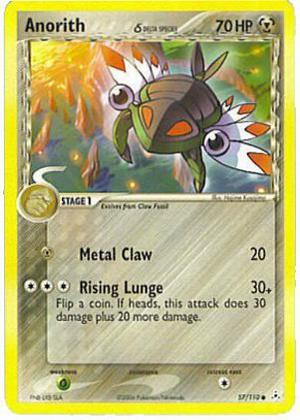 Anorith
δ DELTA SPECIES
70 HP
STAGE 1
Evolves from Claw Fossil
Illus. Hajime Kusajima
Metal Claw 20
Rising Lunge 30+
Flip a coin. If heads, this attack does 30
damage plus 20 more damage.
weakness
resistance
retreat cost
©2006 Pokémon/Nintendo
57/110